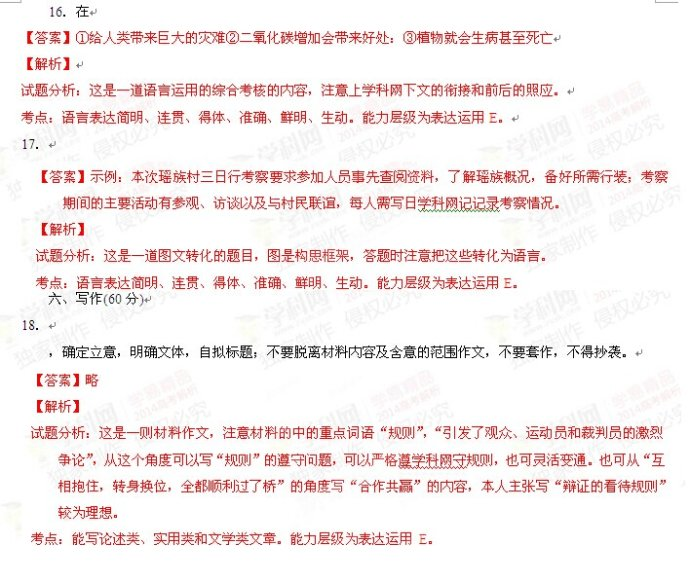 16. 在
【答案】①给人类带来巨大的灾难②二氧化碳增加会带来好处：③植物就会生病甚至死亡
【解析】
试题分析：这是一道语言运用的综合考核的内容，注意上学科网下文的衔接和前后的照应。
考点：语言表达简明、连贯、得体、准确、鲜明、生动。能力层级为表达运用 E。
17.
【答案】示例：本次瑶族村三日行考察要求参加人员事先查阅资料，了解瑶族概况，备好所需行装；考察
期间的主要活动有参观、访谈以及与村民联谊，每人需写日学科网记记录考察情况。
【解析】
试题分析：这是一道图文转化的题目，图是构思框架，答题时注意把这些转化为语言。
考点：语言表达简明、连贯、得体、准确、鲜明、生动。能力层级为表达运用 E。
六、写作(60 分)
18.
，确定立意，明确文体，自拟标题；不要脱离材料内容及含意的范围作文，不要套作，不得抄袭。
【答案】略
【解析】
试题分析：这是一则材料作文，注意材料的中的重点词语“规则”，“引发了观众、运动员和裁判员的激烈
争论”，从这个角度可以写“规则”的遵守问题，可以严格遵学科网守规则，也可灵活变通。也可从“互
相抱住，转身换位，全都顺利过了桥”的角度写“合作共赢”的内容，本人主张写“辩证的看待规则”
较为理想。
考点：能写论述类、实用类和文学类文章。能力层级为表达运用 E。